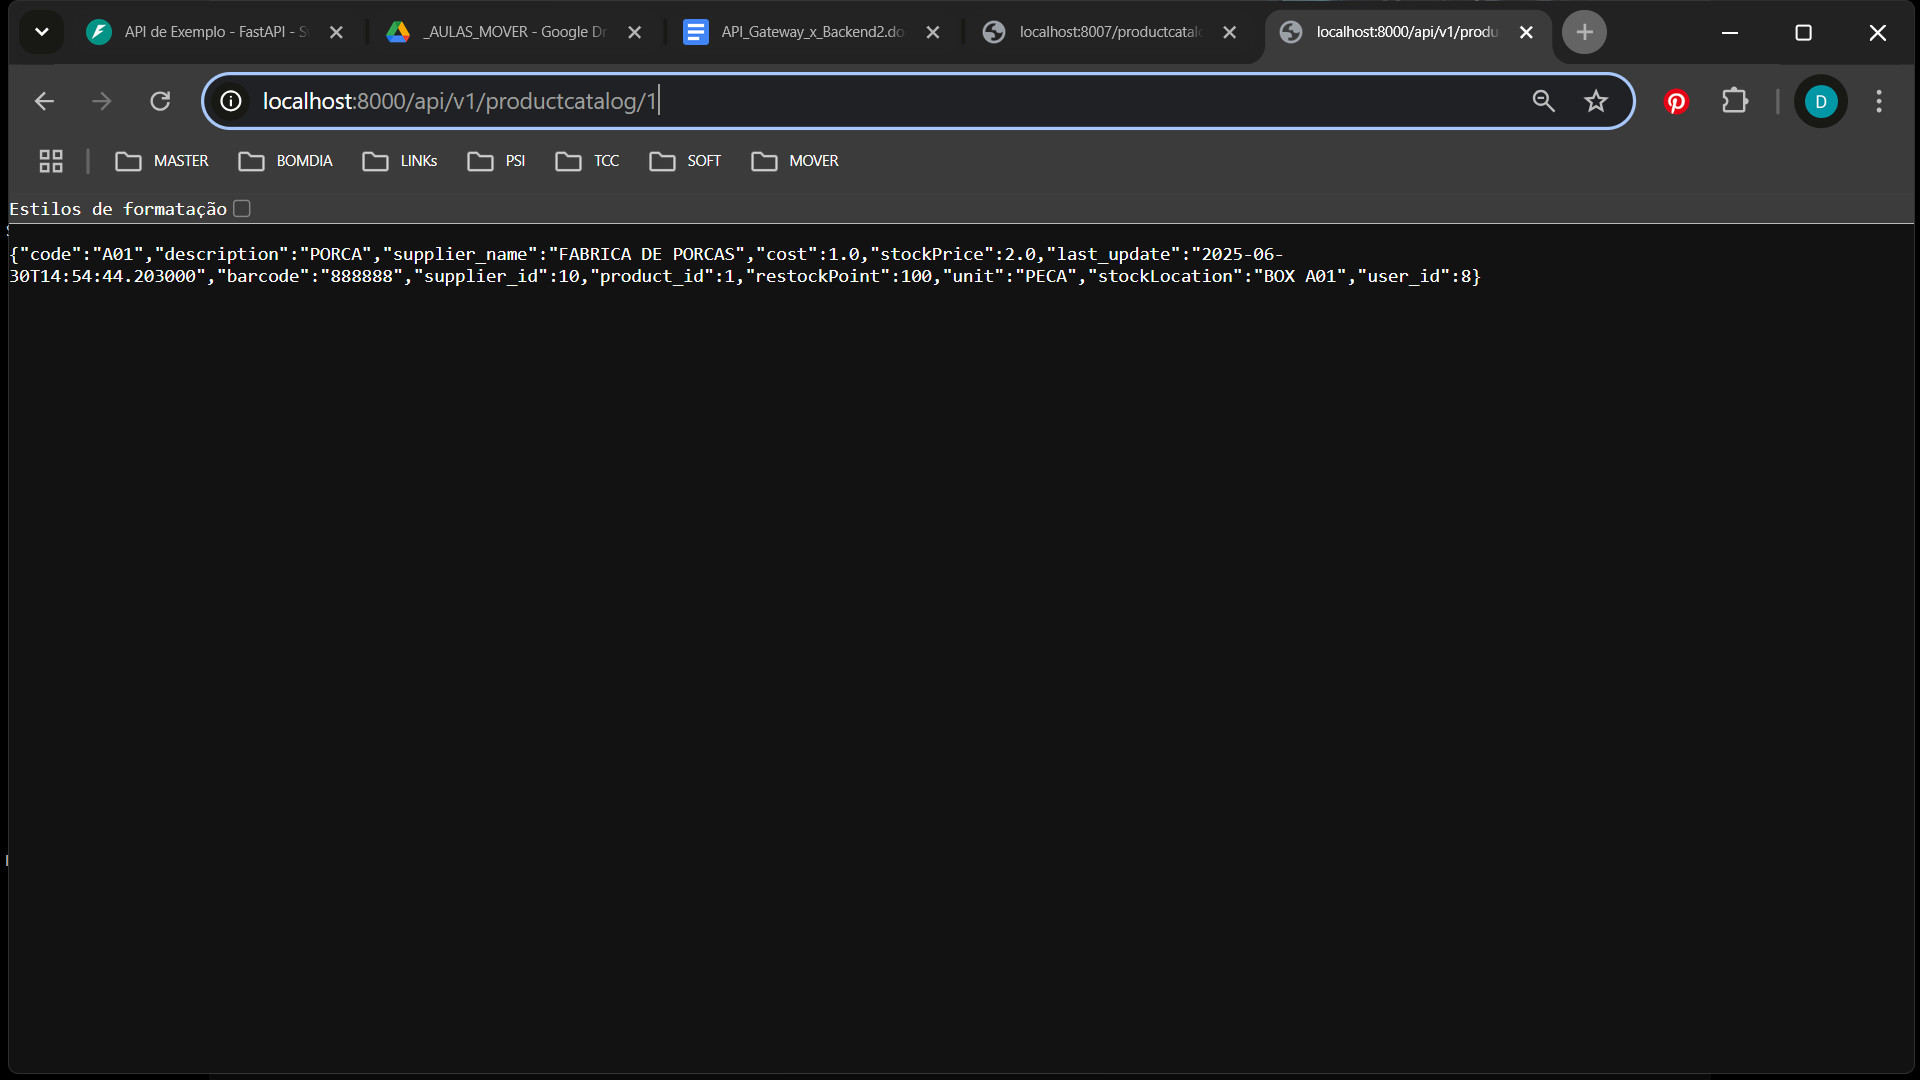 API de Exemplo - FastAPI - S
_AULAS_MOVER - Google Dr
API_Gateway_x_Backend2.do
localhost:8007/productcatal
localhost:8000/api/v1/produ
localhost:8000/api/v1/productcatalog/1
D
MASTER
BOMDIA
LINKs
PSI
TCC
SOFT
MOVER
Estilos de formatação
{"code":"A01","description":"PORCA","supplier_name":"FABRICA DE PORCAS","cost":1.0,"stockPrice":2.0,"last_update":"2025-06-
30T14:54:44.203000","barcode":"888888","supplier_id":10,"product_id":1,"restockPoint":100,"unit":"PECA","stockLocation":"BOX A01","user_id":8}